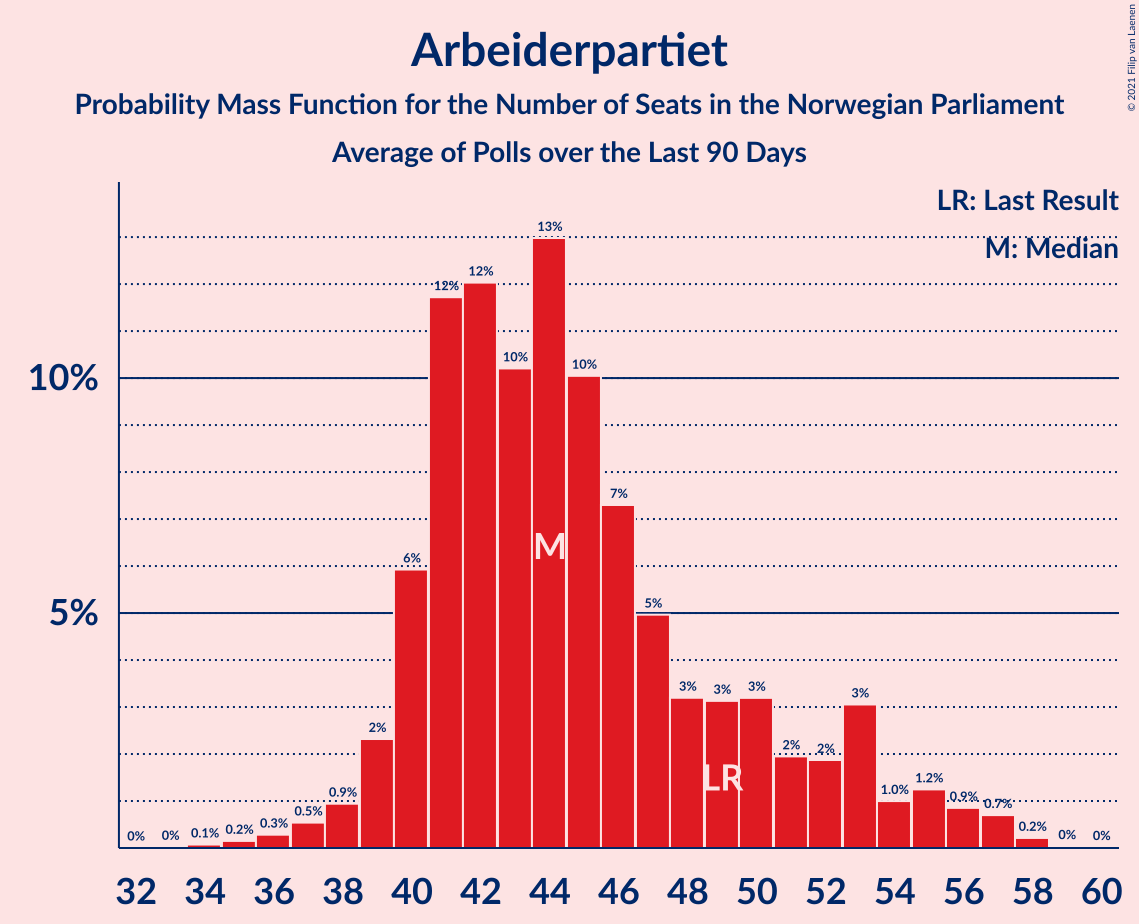 Arbeiderpartiet
Probability Mass Function for the Number of Seats in the Norwegian Parliament
Average of Polls over the Last 90 Days
© 2021 Filip van Laenen
LR: Last Result
M: Median
10%
5%
0% 0% 0.1% 0.2% 0.3% 0.5% 0.9% 2% 6% 12% 12% 10% 13% 10% 7% 5% 3% 3% 3% 2% 2% 3% 1.0% 1.2% 0.9% 0.7% 0.2% 0% 0%
M
LR
32 34 36 38 40 42 44 46 48 50 52 54 56 58 60